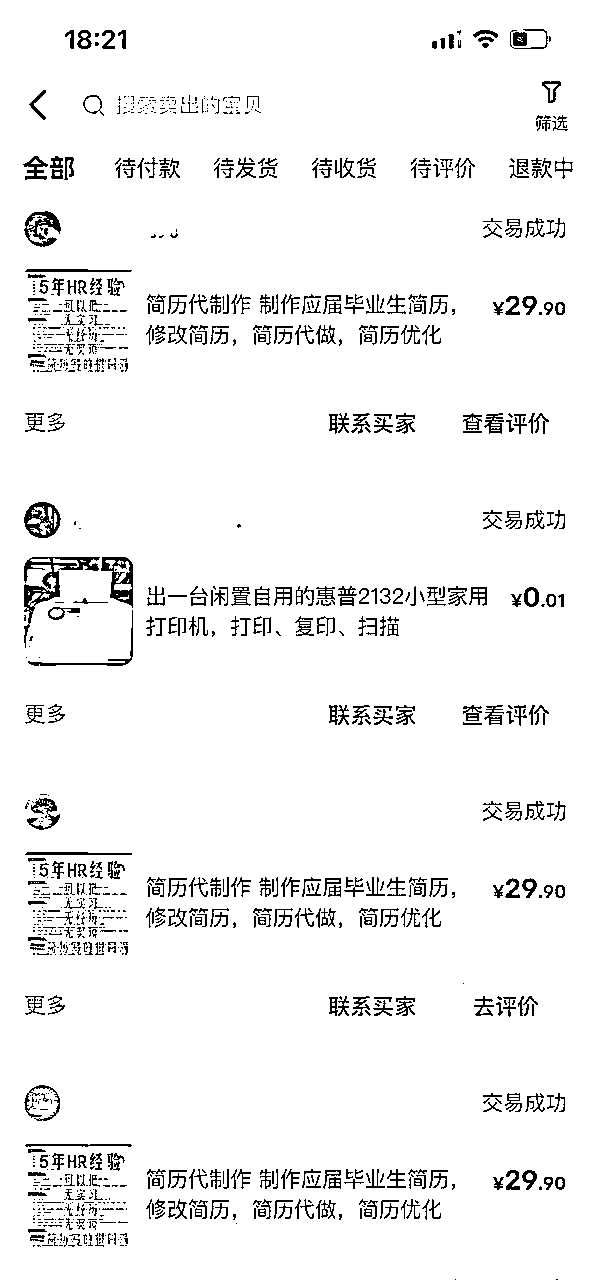 18:21
搜索卖出的宝贝
筛选
全部 待付款 待发货 待收货 待评价 退款中
交易成功
15年HR经验
简历代制作 制作应届毕业生简历, ¥29.90
修改简历, 简历代做, 简历优化
更多 联系买家 查看评价
交易成功
出一台闲置自用的惠普2132小型家用 ¥0.01
打印机, 打印、复印、扫描
更多 联系买家 查看评价
交易成功
15年HR经验
简历代制作 制作应届毕业生简历, ¥29.90
修改简历, 简历代做, 简历优化
更多 联系买家 去评价
交易成功
15年HR经验
简历代制作 制作应届毕业生简历, ¥29.90
修改简历, 简历代做, 简历优化